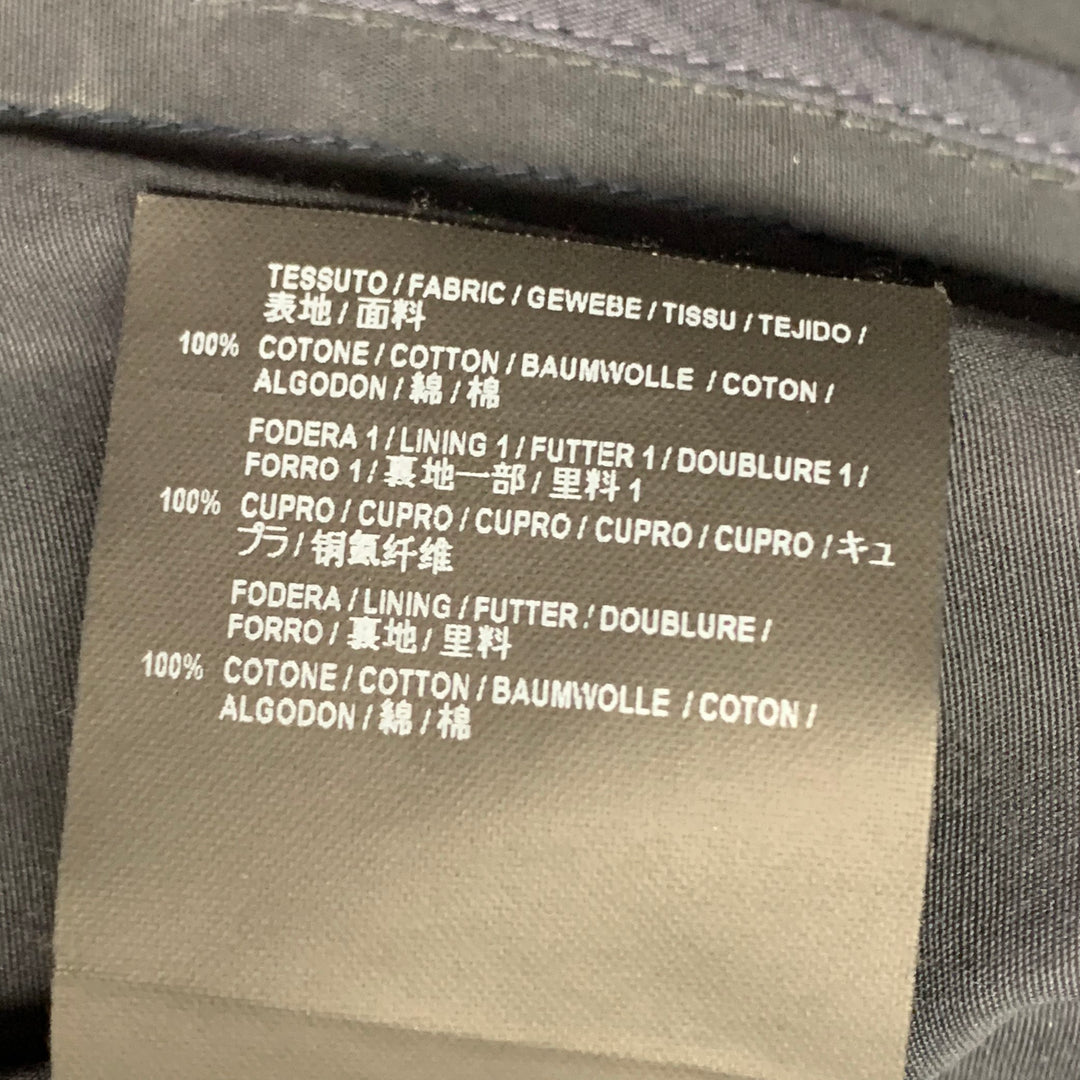 TESSUTO / FABRIC / GEWEBE / TISSU / TEJIDO /
表地 / 面料
100% COTONE / COTTON / BAUMWOLLE / COTON /
ALGODON / 綿 / 棉
FODERA 1 / LINING 1 / FUTTER 1 / DOUBLURE 1 /
FORRO 1 / 裏地一部 / 里料 1
100% CUPRO / CUPRO / CUPRO / CUPRO / CUPRO / キュ
プラ / 铜氨纤维
FODERA / LINING / FUTTER / DOUBLURE /
FORRO / 裏地 / 里料
100% COTONE / COTTON / BAUMWOLLE / COTON /
ALGODON / 綿 / 棉